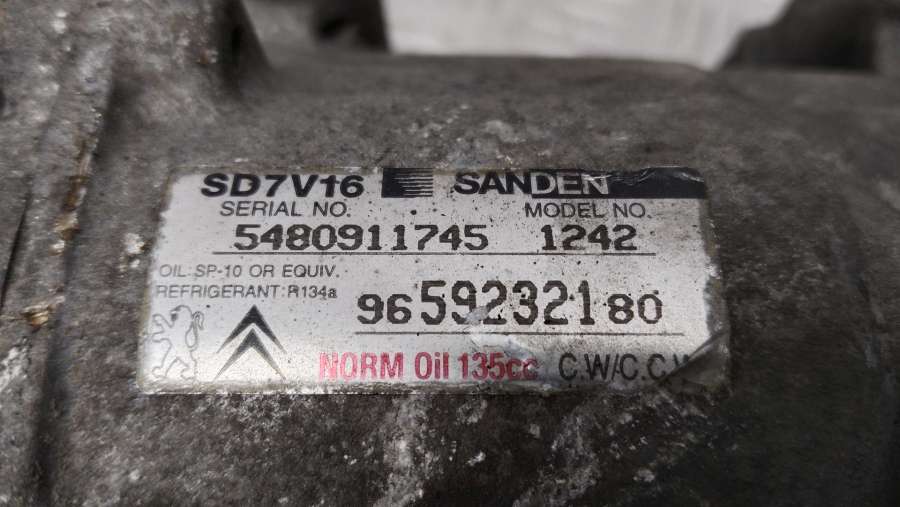 SD7V16 SANDEN
SERIAL NO. MODEL NO.
5480911745 1242
OIL: SP-10 OR EQUIV.
REFRIGERANT: R134a
9659232180
NORM Oil 135cc C.W/C.C.W